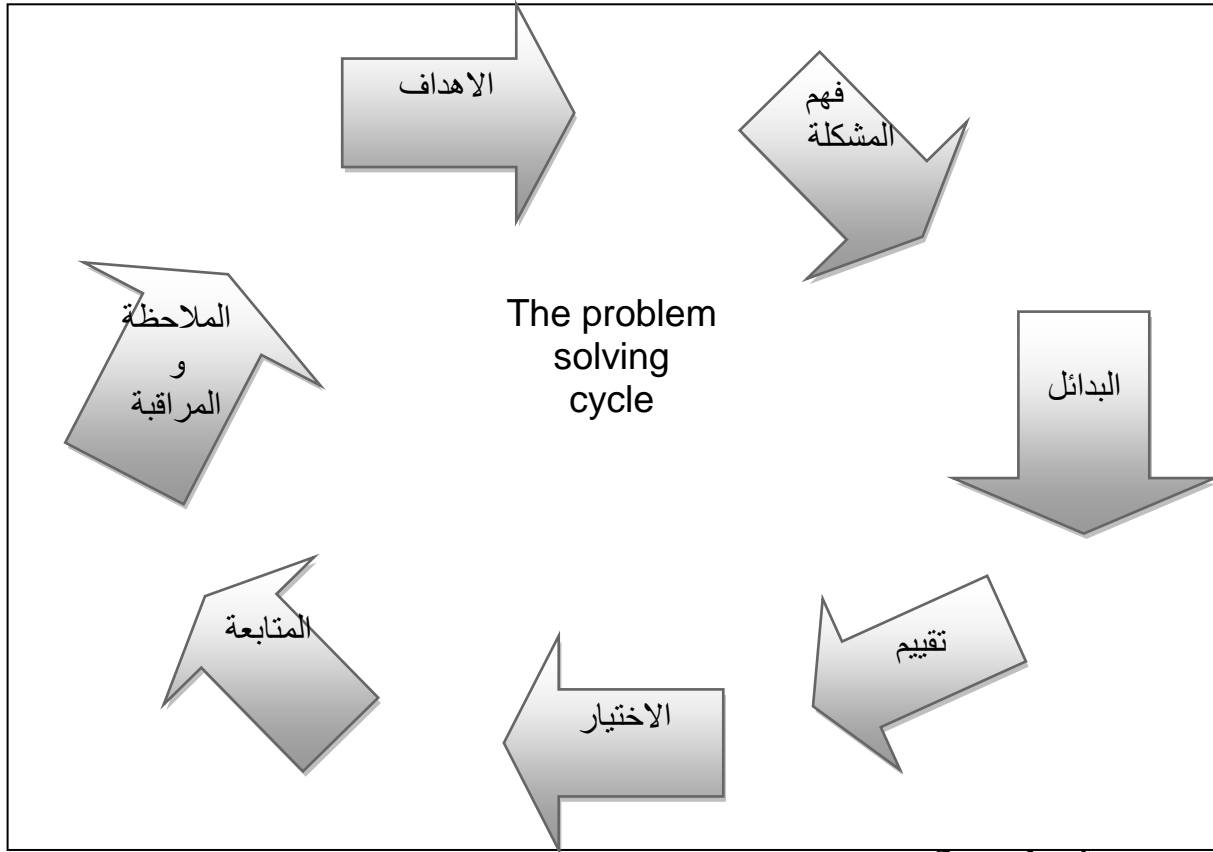 الاهداف
فهم
المشكلة
البدائل
تقييم
الاختيار
المتابعة
الملاحظة
و
المراقبة
The problem
solving
cycle